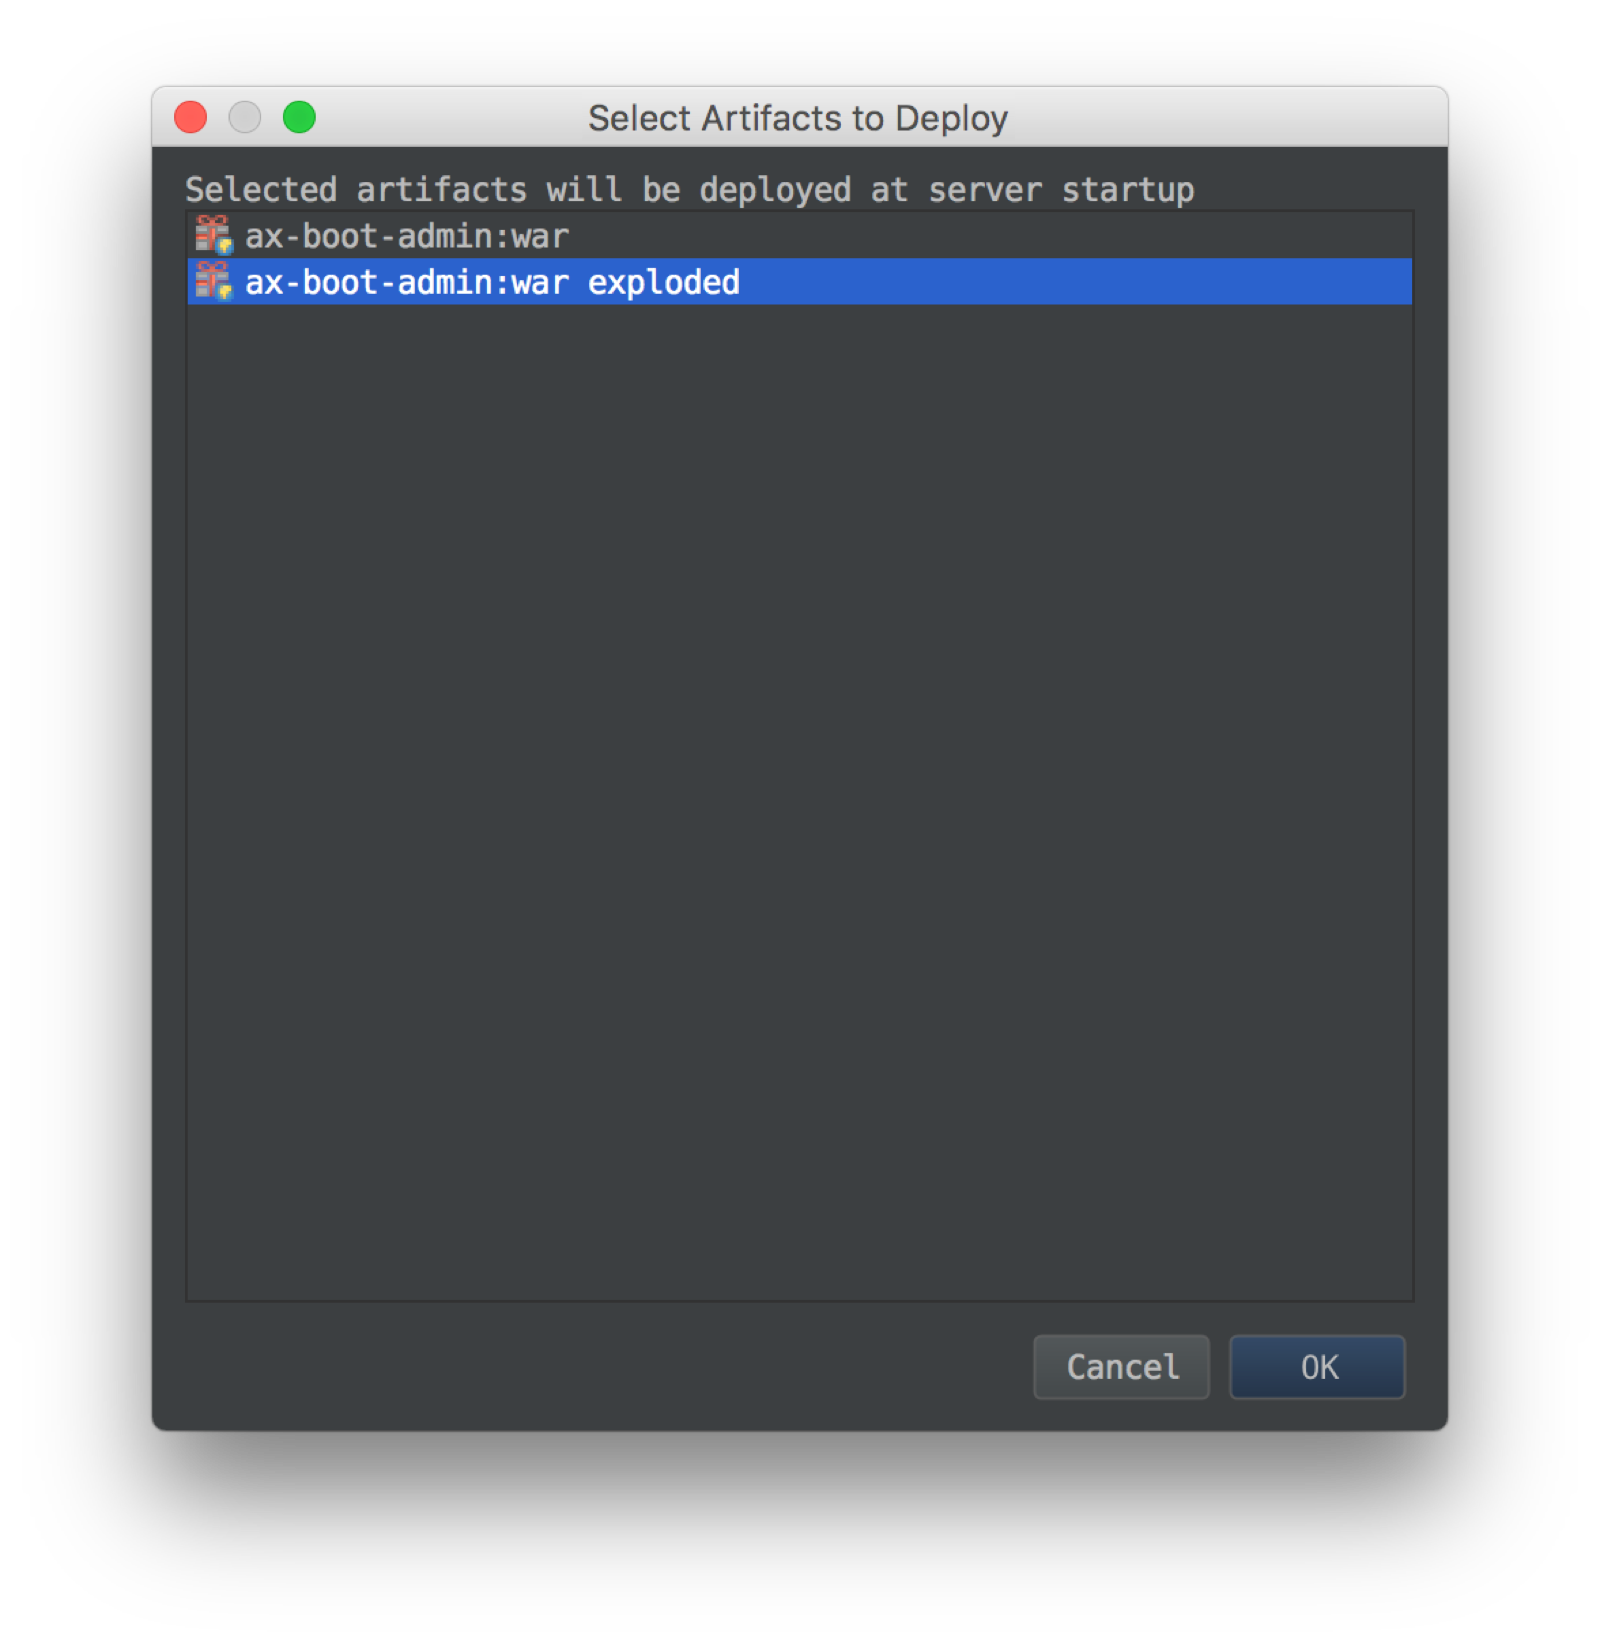 Select Artifacts to Deploy
Selected artifacts will be deployed at server startup
ax-boot-admin:war
ax-boot-admin:war exploded
Cancel OK